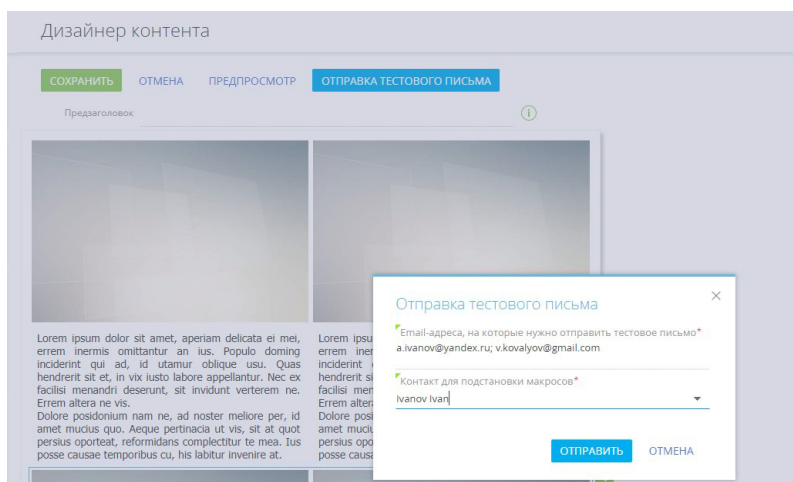 Дизайнер контента
СОХРАНИТЬ ОТМЕНА ПРЕДПРОСМОТР ОТПРАВКА ТЕСТОВОГО ПИСЬМА
Предзаголовок
Lorem ipsum dolor sit amet, aperiam delicata ei mei,
errem inermis omittantur an ius. Populo doming
inciderint qui ad, id utamur oblique usu. Quas
hendrerit sit et, in vix iusto labore appellantur. Nec ex
facilisi menandri deserunt, sit invidunt verterem ne.
Errem altera ne vis.
Dolore posidonium nam ne, ad noster meliore per, id
amet mucius quo. Aeque pertinacia ut vis, sit at quot
persius oporteat, reformidans complectitur te mea. Ius
posse causae temporibus cu, his labitur invenire at.
Lorem ipsu
errem iner
inciderint
hendrerit si
facilisi men
Errem alter
Dolore posi
amet muciu
persius opo
posse causa
Отправка тестового письма
Email-адреса, на которые нужно отправить тестовое письмо*
a.ivanov@yandex.ru; v.kovalyov@gmail.com
Контакт для подстановки макросов*
Ivanov Ivan
ОТПРАВИТЬ ОТМЕНА